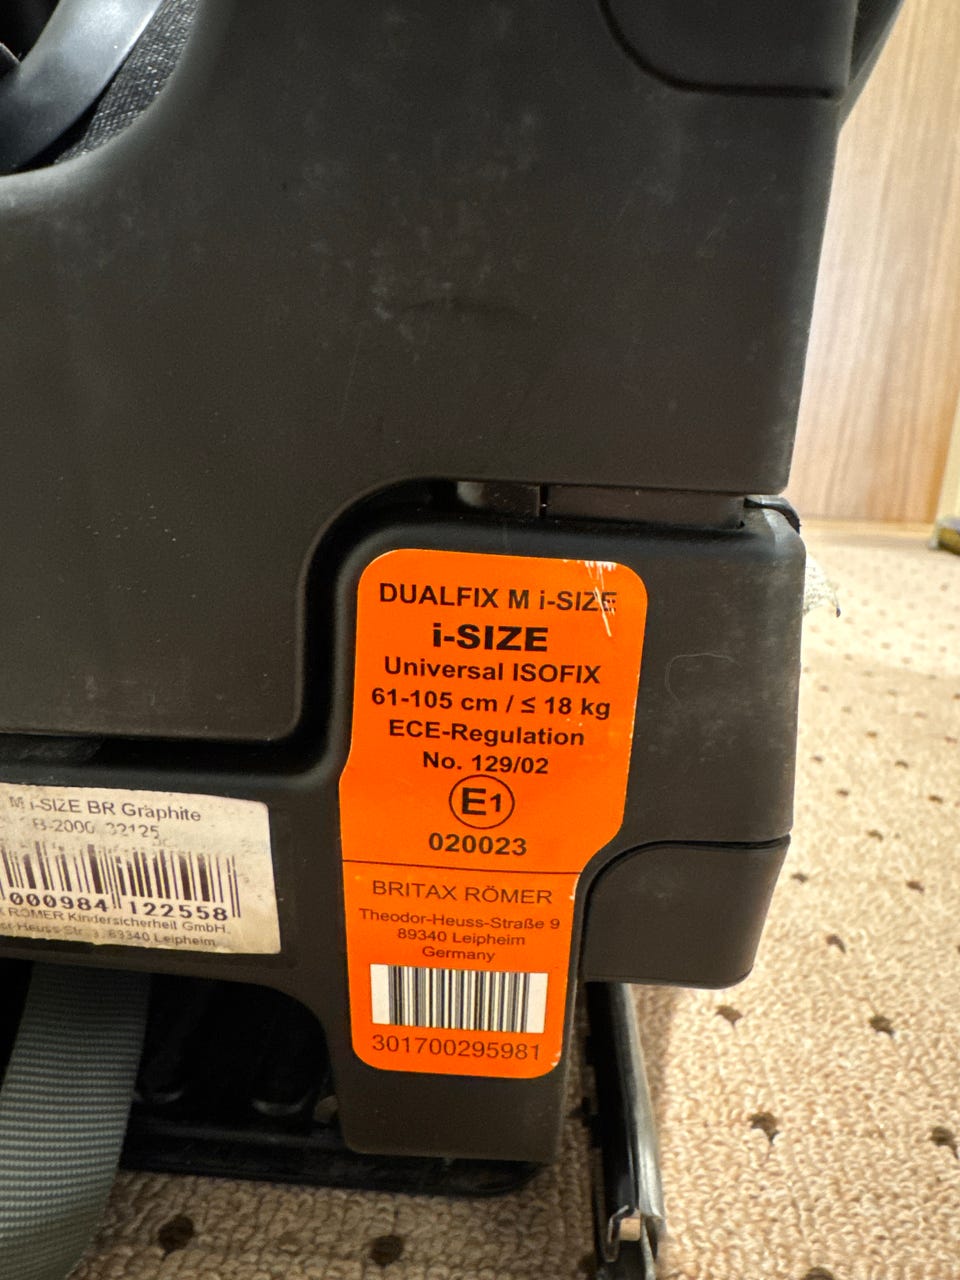 DUALFIX M i-SIZE
i-SIZE
Universal ISOFIX
61-105 cm / ≤ 18 kg
ECE-Regulation
No. 129/02
E1
020023
BRITAX RÖMER
Theodor-Heuss-Straße 9
89340 Leipheim
Germany
301700295981
M i-SIZE BR Graphite
000984 122558
RÖMER Kindersicherheit GmbH,
89340 Leipheim